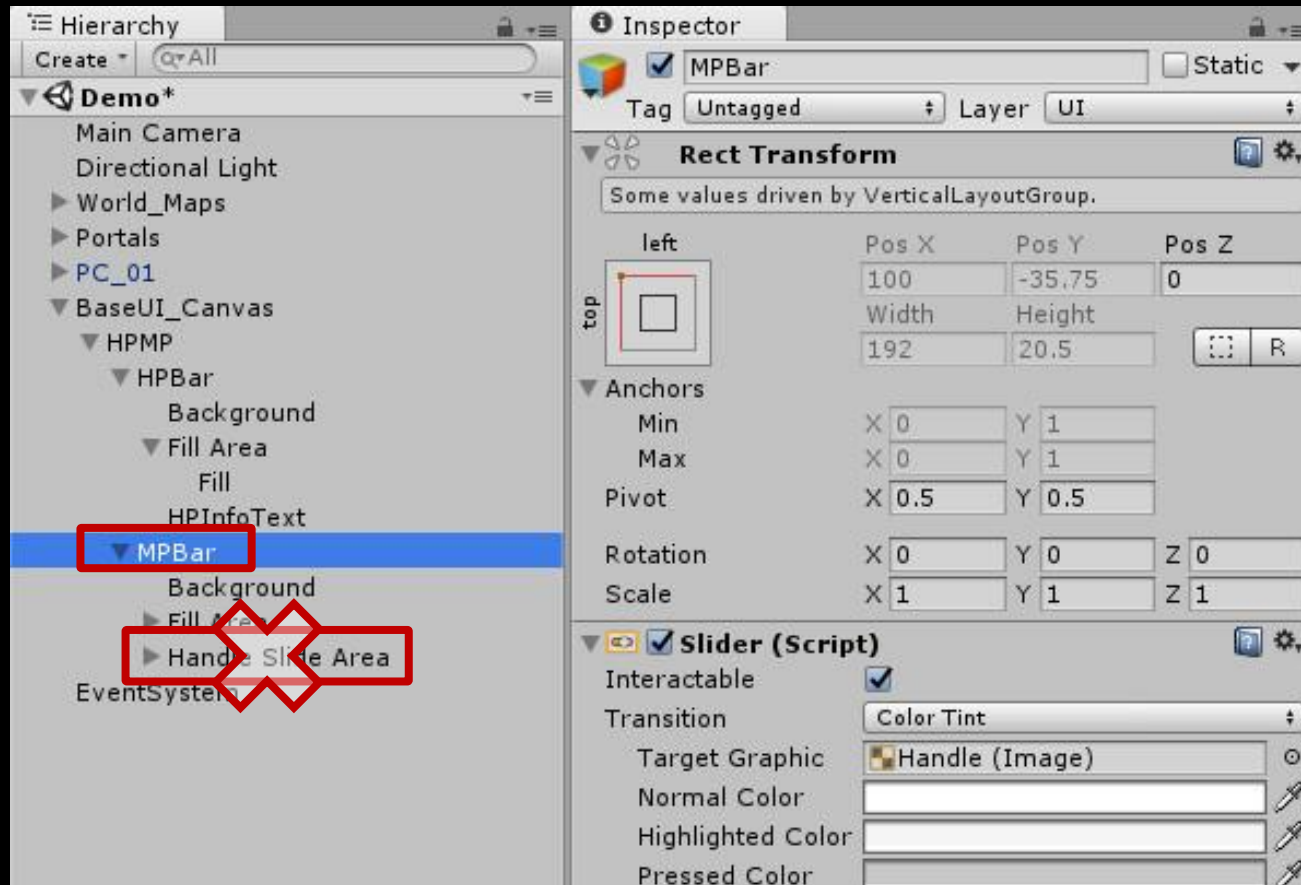 Hierarchy
Create
All
Demo*
Main Camera
Directional Light
World_Maps
Portals
PC_01
BaseUI_Canvas
HPMP
HPBar
Background
Fill Area
Fill
HPInfoText
MPBar
Background
Fill Area
Handle Slide Area
EventSystem
Inspector
MPBar
Static
Tag Untagged Layer UI
Rect Transform
Some values driven by VerticalLayoutGroup.
left Pos X Pos Y Pos Z
top
100 -35.75 0
Width Height
192 20.5 R
Anchors
Min X 0 Y 1
Max X 0 Y 1
Pivot X 0.5 Y 0.5
Rotation X 0 Y 0 Z 0
Scale X 1 Y 1 Z 1
Slider (Script)
Interactable
Transition Color Tint
Target Graphic Handle (Image)
Normal Color
Highlighted Color
Pressed Color